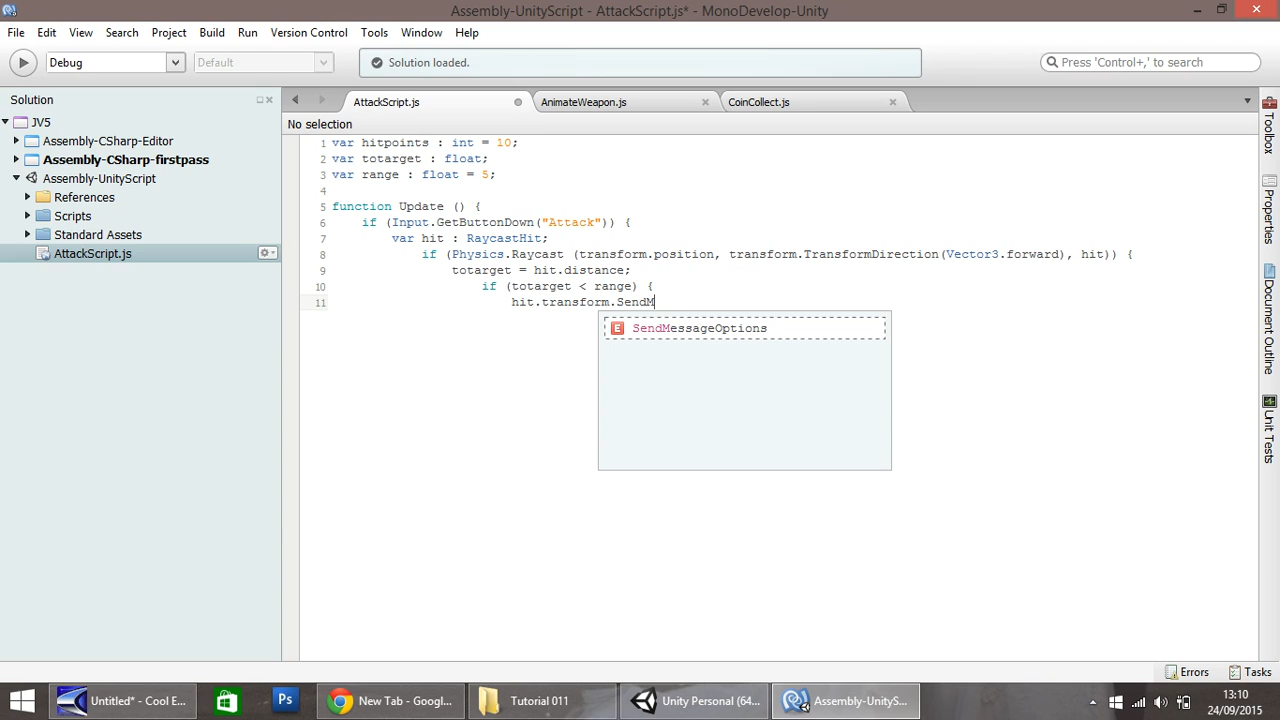 Assembly-UnityScript - AttackScript.js* - MonoDevelop-Unity
File Edit View Search Project Build Run Version Control Tools Window Help
Debug Default Solution loaded. Press 'Control+,' to search
Solution
AttackScript.js AnimateWeapon.js CoinCollect.js
JV5
No selection
Assembly-CSharp-Editor
Assembly-CSharp-firstpass
Assembly-UnityScript
References
Scripts
Standard Assets
AttackScript.js
1 var hitpoints : int = 10;
2 var totarget : float;
3 var range : float = 5;
4
5 function Update () {
6 if (Input.GetButtonDown("Attack")) {
7 var hit : RaycastHit;
8 if (Physics.Raycast (transform.position, transform.TransformDirection(Vector3.forward), hit)) {
9 totarget = hit.distance;
10 if (totarget < range) {
11 hit.transform.SendM
E SendMessageOptions
Toolbox
Properties
Document Outline
Unit Tests
Errors Tasks
Untitled* - Cool E... Ps New Tab - Googl... Tutorial 011 Unity Personal (64... Assembly-UnityS...
13:10
24/09/2015